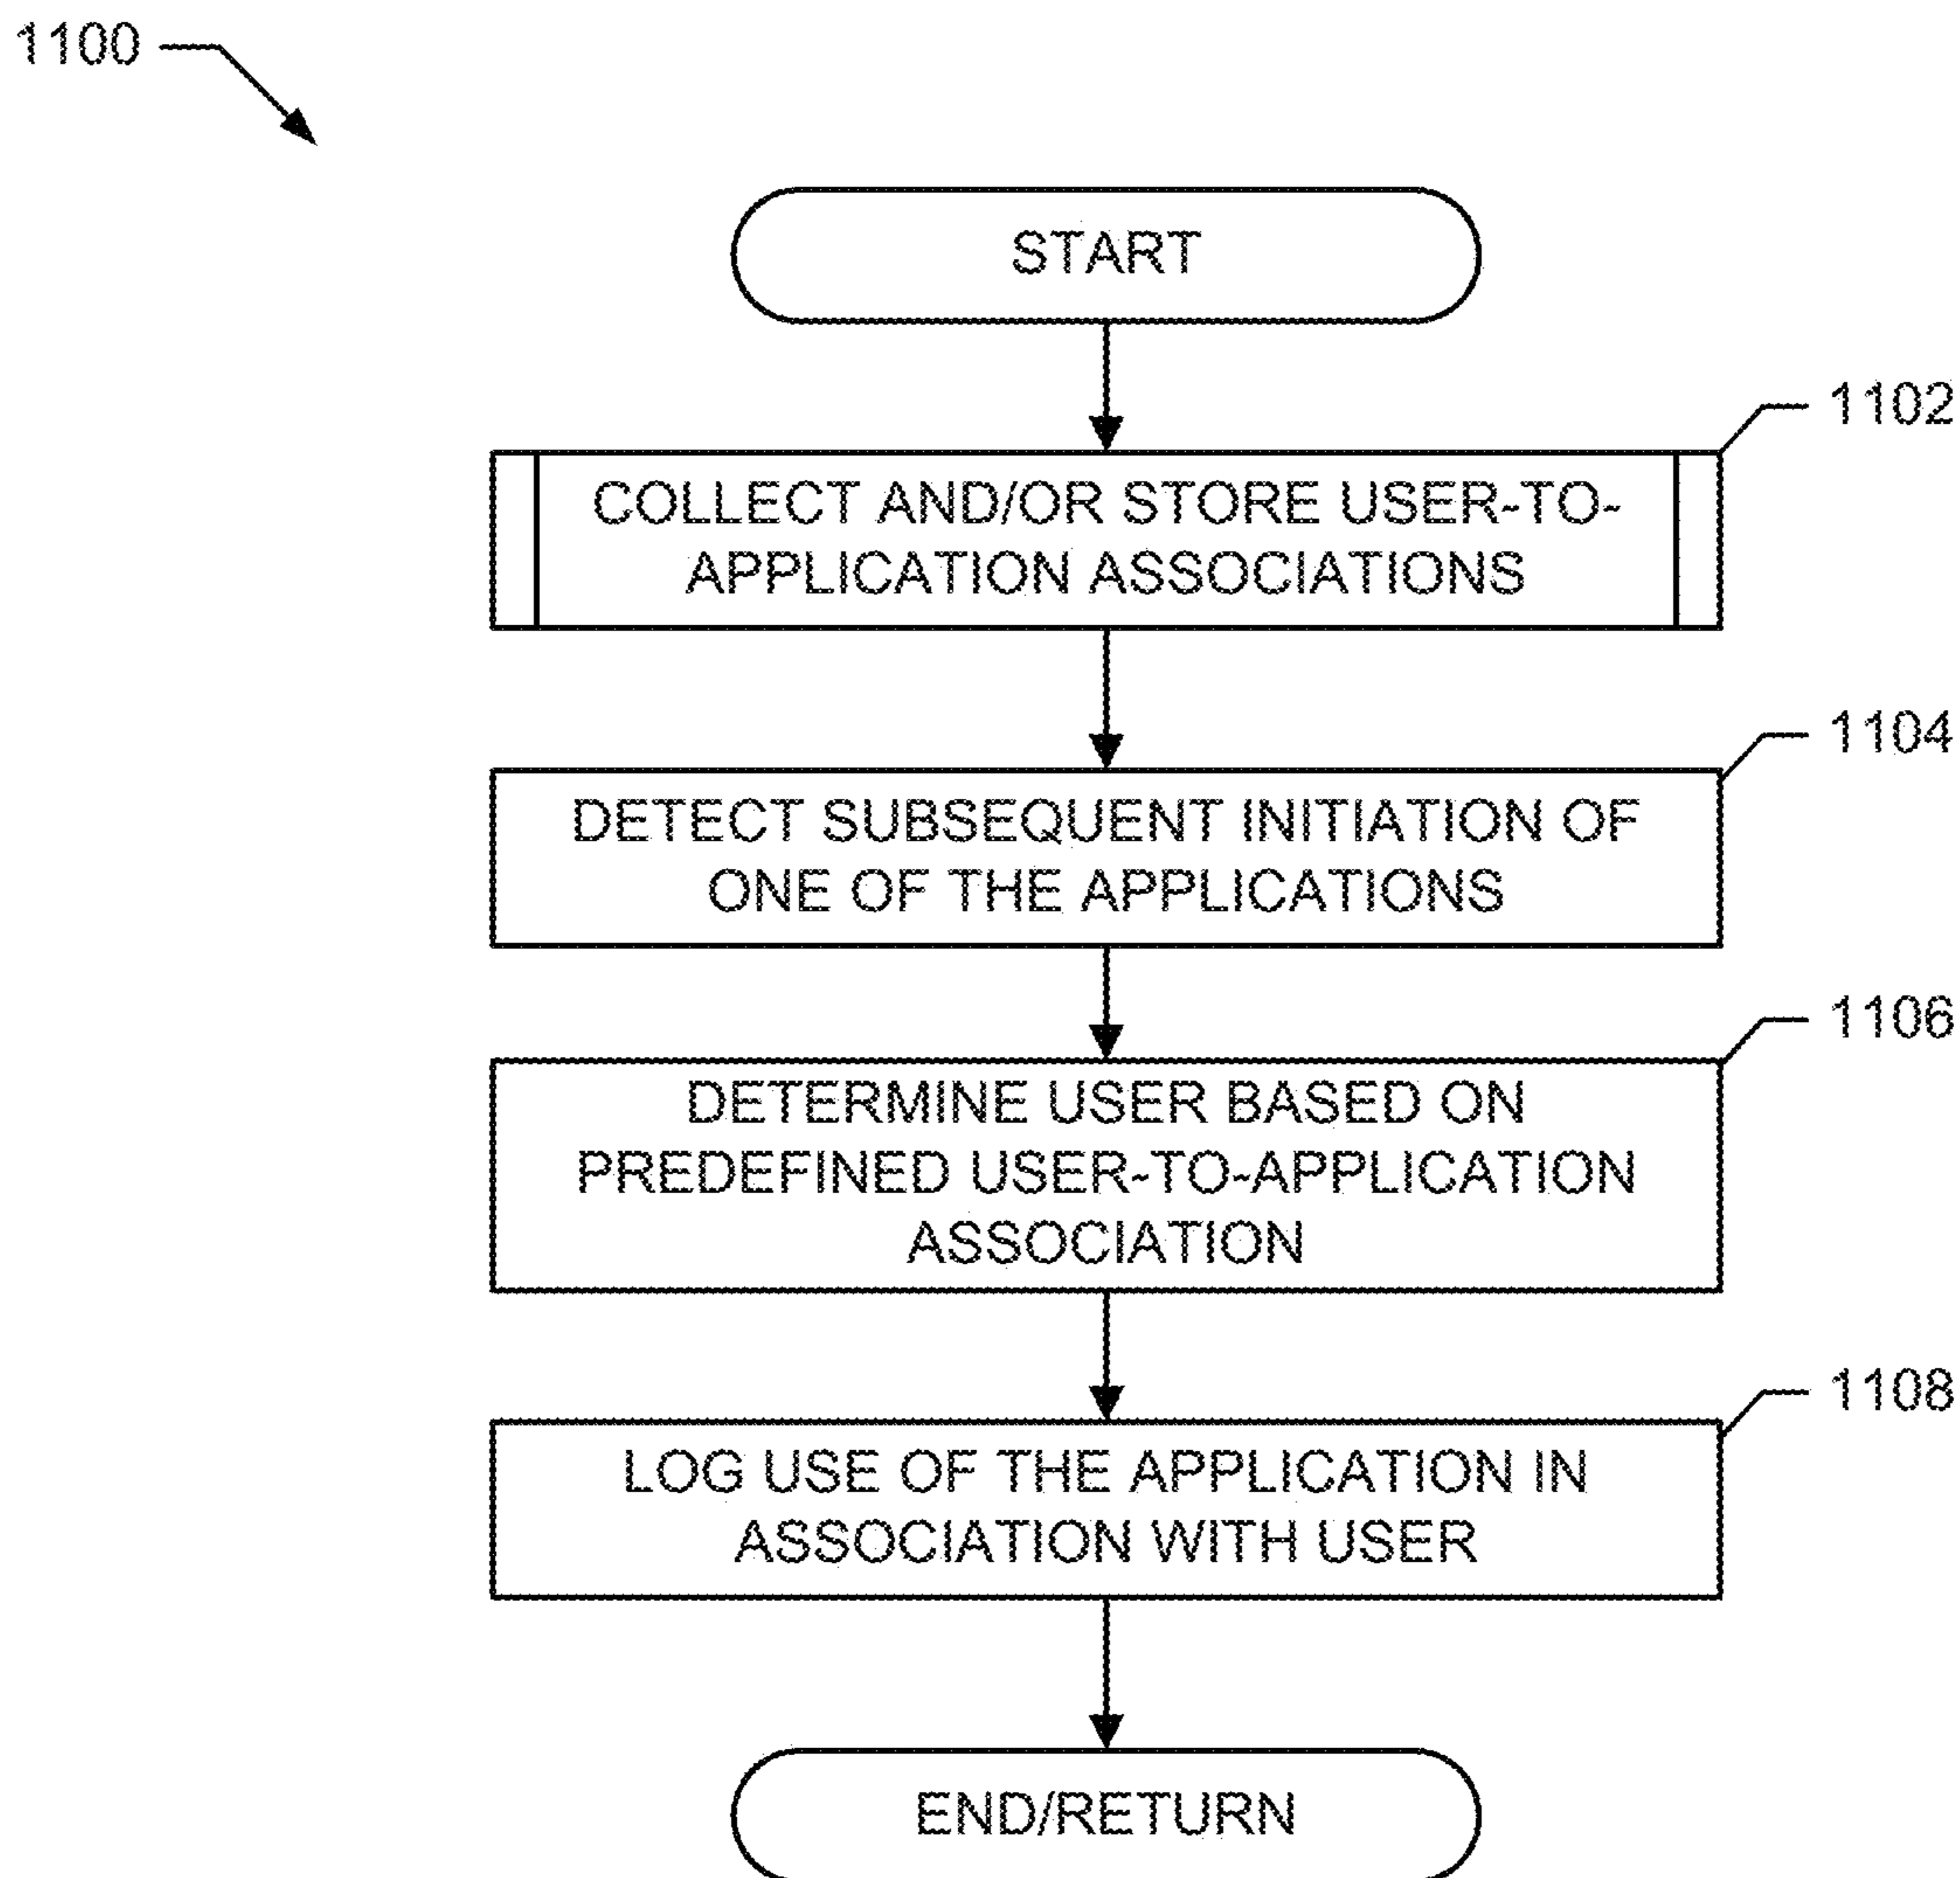 1100
START
1102
COLLECT AND/OR STORE USER-TO-
APPLICATION ASSOCIATIONS
1104
DETECT SUBSEQUENT INITIATION OF
ONE OF THE APPLICATIONS
1106
DETERMINE USER BASED ON
PREDEFINED USER-TO-APPLICATION
ASSOCIATION
1108
LOG USE OF THE APPLICATION IN
ASSOCIATION WITH USER
END/RETURN